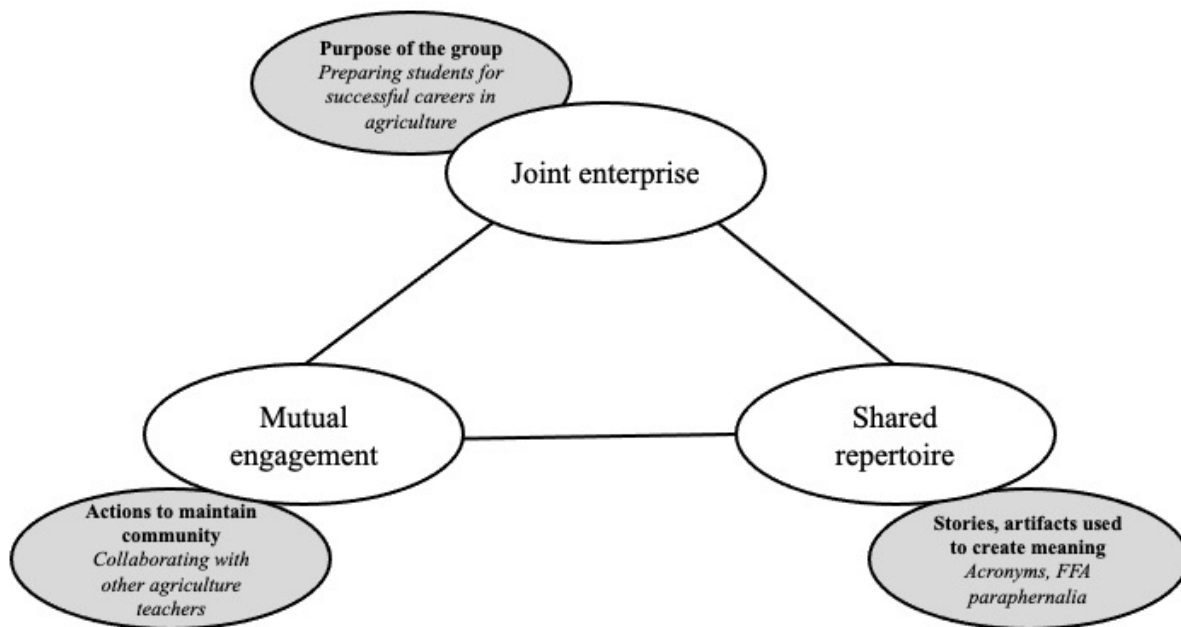 Purpose of the group
Preparing students for
successful careers in
agriculture
Joint enterprise
Mutual
engagement
Shared
repertoire
Actions to maintain
community
Collaborating with
other agriculture
teachers
Stories, artifacts used
to create meaning
Acronyms, FFA
paraphernalia